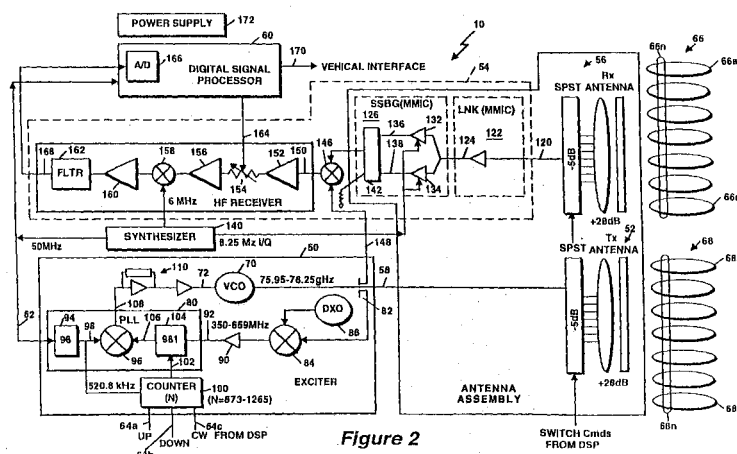 POWER SUPPLY
172
10
60
A/D
166
DIGITAL SIGNAL
PROCESSOR
170
VEHICAL INTERFACE
54
56
66n
66
66a
SPST
Rx
ANTENNA
SSBG(MMIC)
LNK (MMIC)
126
136
132
122
164
168
162
158
156
152
150
146
138
124
120
FLTR
-5dB
160
154
142
134
6 MHz
HF RECEIVER
+28dB
SYNTHESIZER
140
50MHz
8.25 Mz I/Q
148
SPST
Tx
ANTENNA
52
68
50
110
72
70
VCO
75.95-76.25gHz
58
62
108
80
82
PLL
104
DXO
94
98
106
92
350-659MHz
88
-5dB
96
981
96
90
84
102
520.8 kHz
COUNTER
(N)
100
(N=673-1265)
EXCITER
ANTENNA
ASSEMBLY
+28dB
68n
64a
64c
UP
DOWN
CW
FROM DSP
64b
Figure 2
SWITCH Cmds
FROM DSP